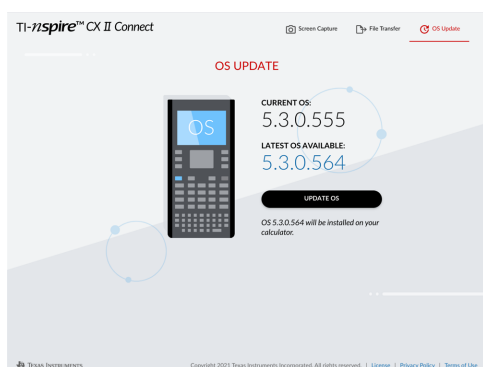 TI-nspire™ CX II Connect
Screen Capture
File Transfer
OS Update
OS UPDATE
OS
CURRENT OS:
5.3.0.555
LATEST OS AVAILABLE:
5.3.0.564
UPDATE OS
OS 5.3.0.564 will be installed on your
calculator.
TEXAS INSTRUMENTS
Copyright 2021 Texas Instruments Incorporated. All rights reserved | License | Privacy Policy | Terms of Use